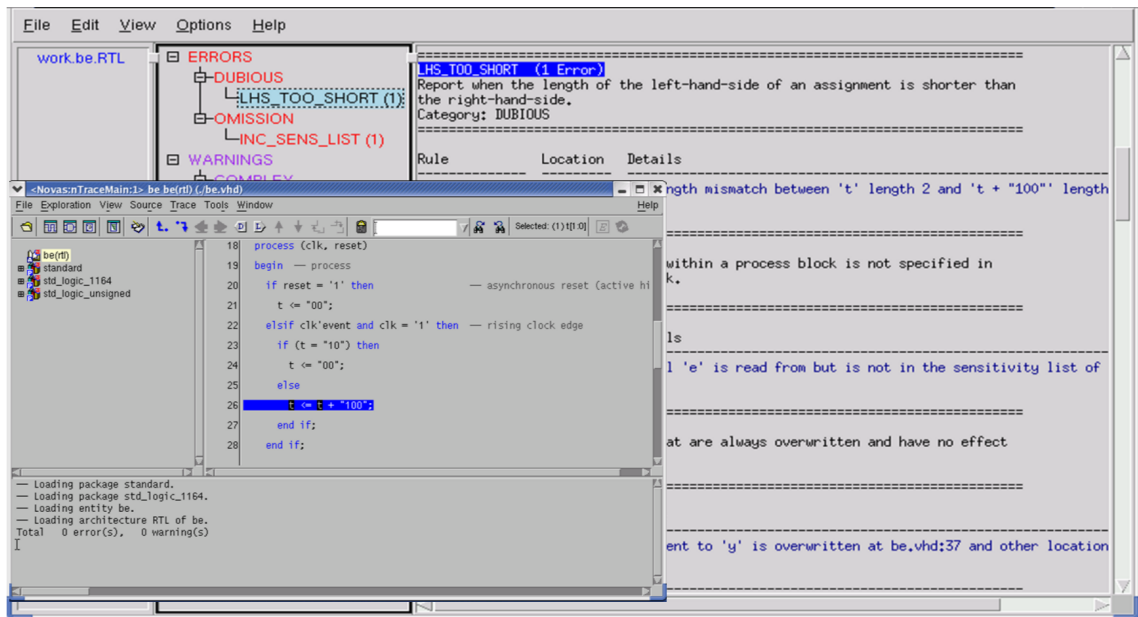 File Edit View Options Help
work.be.RTL
ERRORS
DUBIOUS
LHS_TOO_SHORT (1)
OMISSION
INC_SENS_LIST (1)
WARNINGS
COMPLEX
================================================================
LHS_TOO_SHORT (1 Error)
Report when the length of the left-hand-side of an assignment is shorter than
the right-hand-side.
Category: DUBIOUS
================================================================
Rule Location Details
ngth mismatch between 't' length 2 and 't + "100"' length
within a process block is not specified in
k.
ls
l 'e' is read from but is not in the sensitivity list of
at are always overwritten and have no effect
ent to 'y' is overwritten at be.vhd:37 and other location
<Novas:nTraceMain:1> be be(rtl) (./be.vhd)
File Exploration View Source Trace Tools Window Help
Selected: (1) t[1:0]
be(rtl)
standard
std_logic_1164
std_logic_unsigned
18 process (clk, reset)
19 begin — process
20 if reset = '1' then — asynchronous reset (active hi
21 t <= "00";
22 elsif clk'event and clk = '1' then — rising clock edge
23 if (t = "10") then
24 t <= "00";
25 else
26 t <= t + "100";
27 end if;
28 end if;
— Loading package standard.
— Loading package std_logic_1164.
— Loading entity be.
— Loading architecture RTL of be.
Total 0 error(s), 0 warning(s)